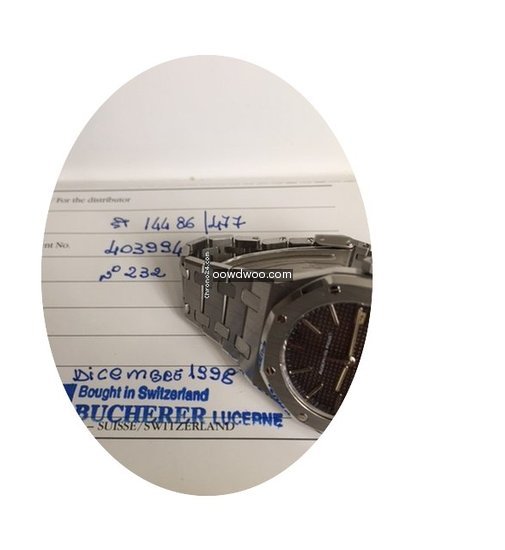 For the distributor
st 14486/477
nt No.
403994
n° 232
oowdwoo.com
Chrono24.com
DicEMBRE 1998
Bought in Switzerland
BUCHERER LUCERNE
– SUISSE/SWITZERLAND